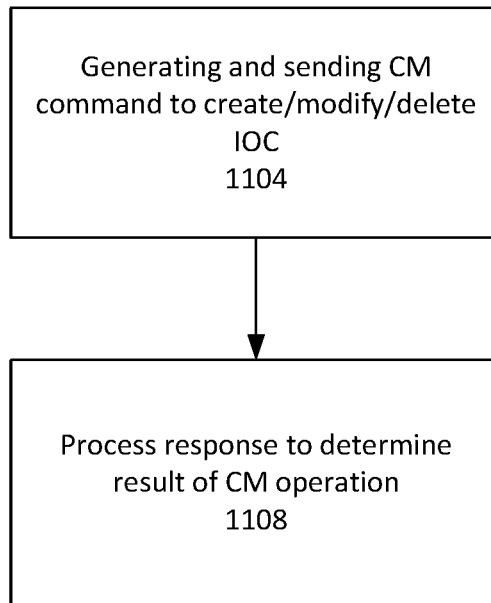 Generating and sending CM
command to create/modify/delete
IOC
1104
Process response to determine
result of CM operation
1108